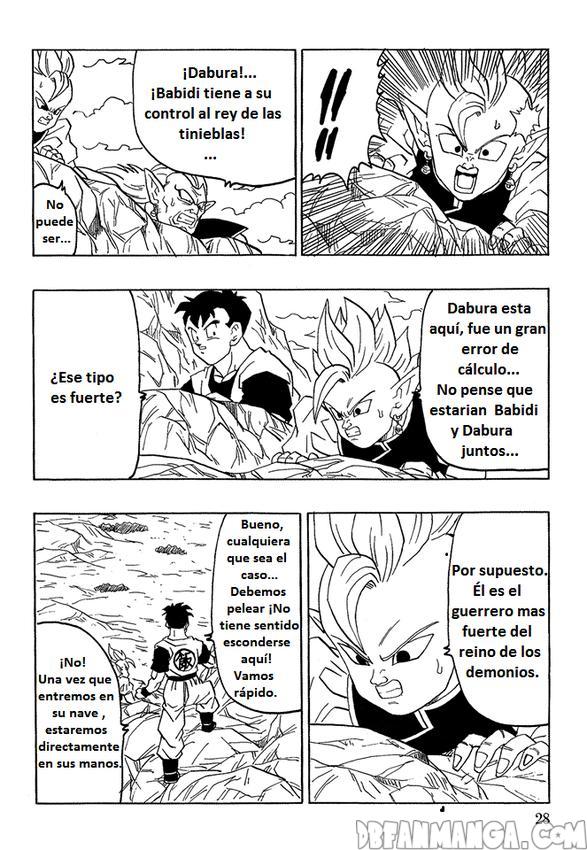 ¡Dabura!...
¡Babidi tiene a su
control al rey de las
tinieblas!
...
No
puede
ser...
Dabura esta
aquí, fue un gran
error de
cálculo...
No pense que
estarian Babidi
y Dabura
juntos...
¿Ese tipo
es fuerte?
Bueno,
cualquiera
que sea el
caso...
Debemos
pelear ¡No
tiene sentido
esconderse
aquí!
Vamos
rápido.
飯
¡No!
Una vez que
entremos en
su nave ,
estaremos
directamente
en sus manos.
Por supuesto.
Él es el
guerrero mas
fuerte del
reino de los
demonios.
28
DBFANMANGA.COM